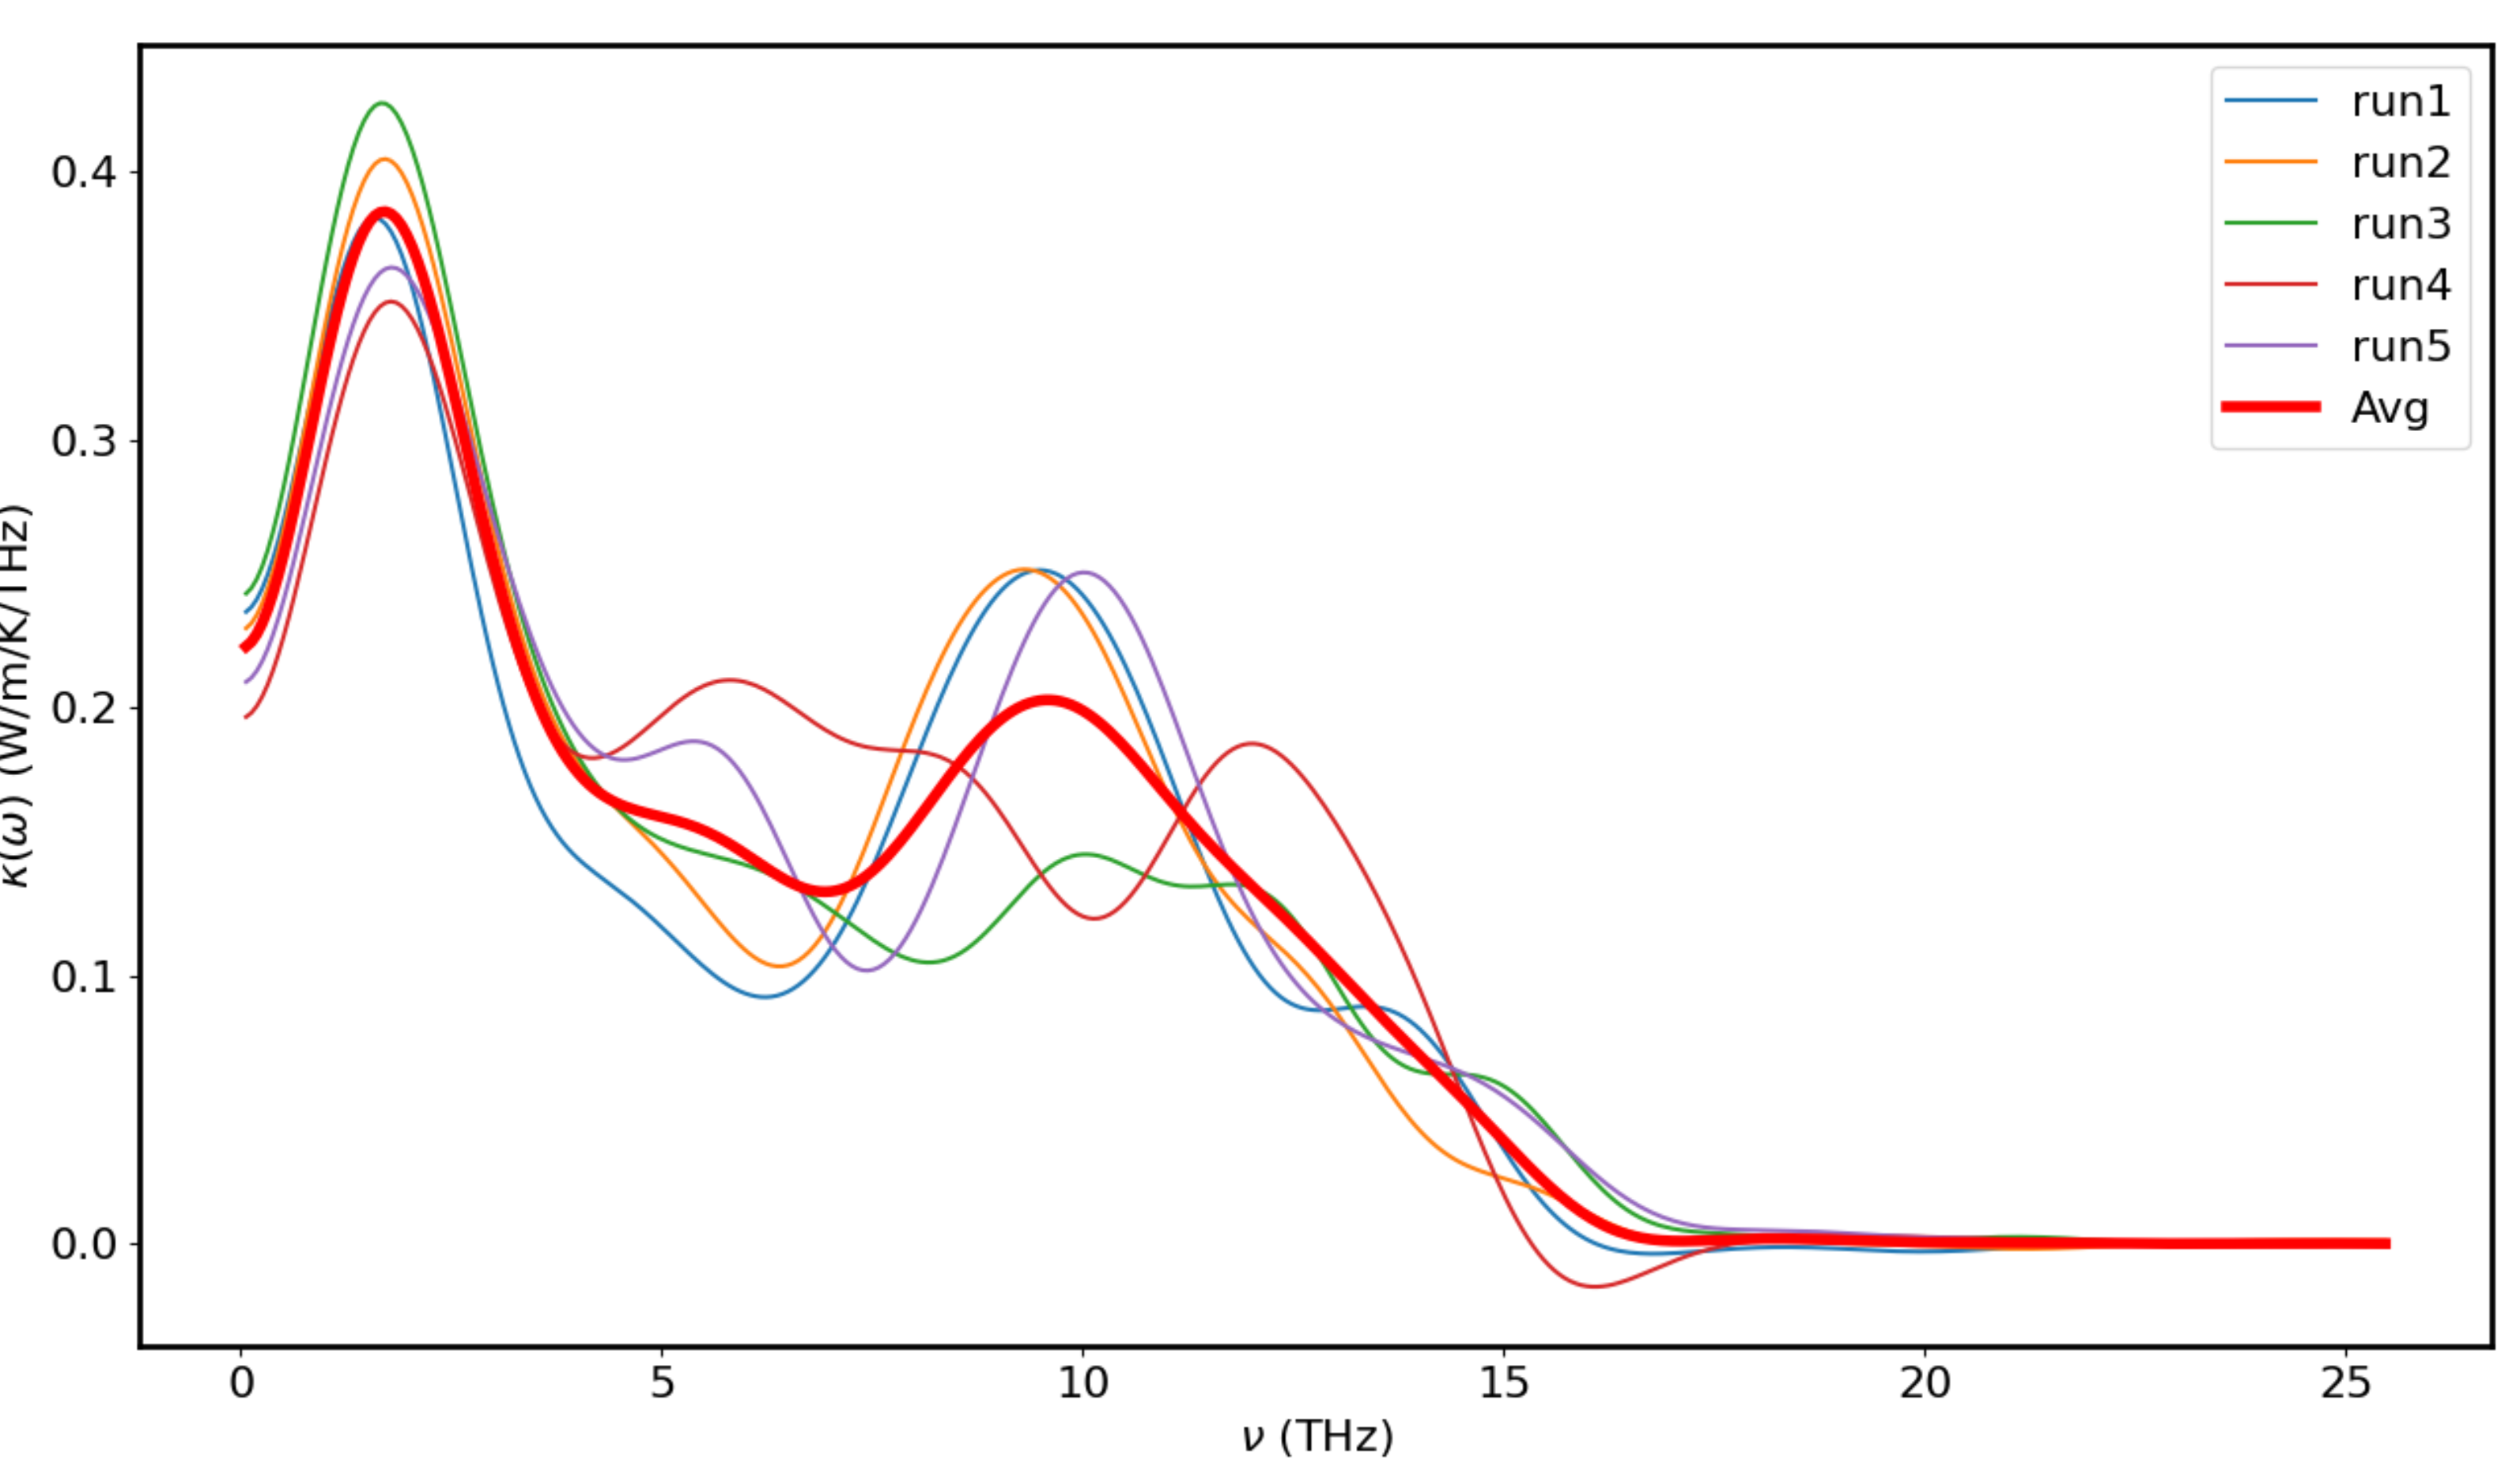 κ(ω) (W/m/K/THz)
0.4
0.3
0.2
0.1
0.0
0 5 10 15 20 25
ν (THz)
run1
run2
run3
run4
run5
Avg